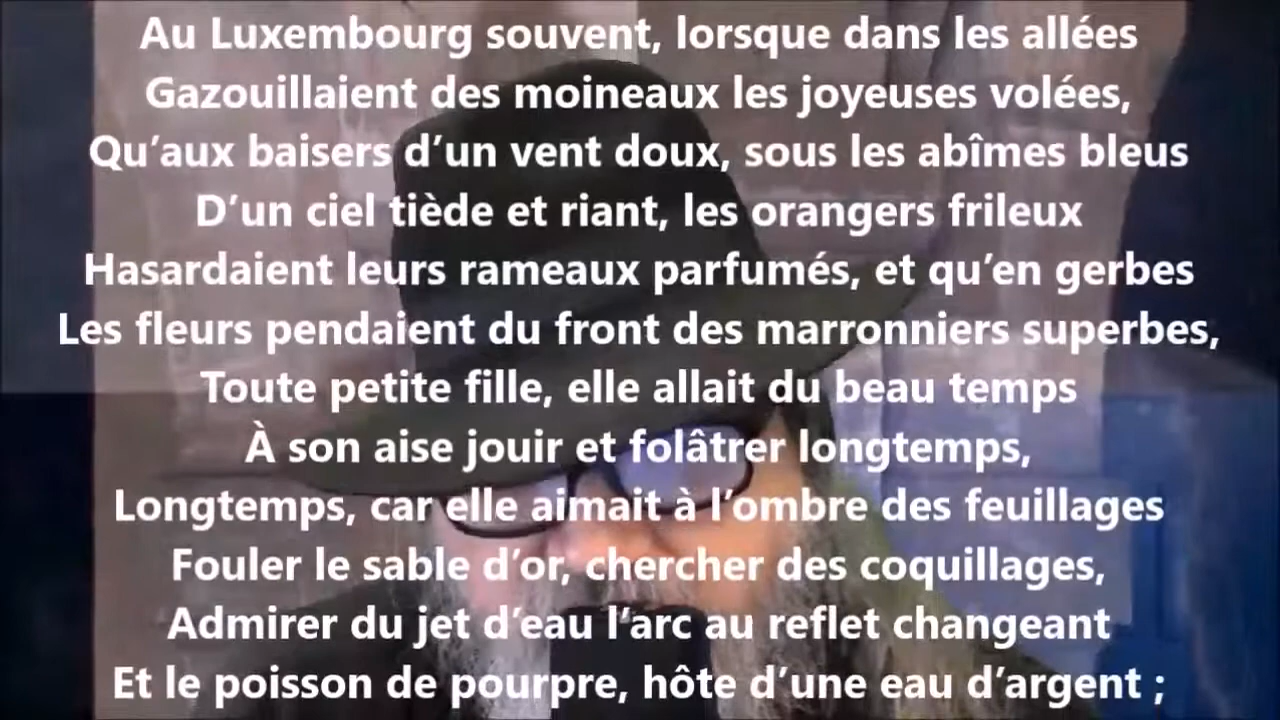 Au Luxembourg souvent, lorsque dans les allées
Gazouillaient des moineaux les joyeuses volées,
Qu’aux baisers d’un vent doux, sous les abîmes bleus
D’un ciel tiède et riant, les orangers frileux
Hasardaient leurs rameaux parfumés, et qu’en gerbes
Les fleurs pendaient du front des marronniers superbes,
Toute petite fille, elle allait du beau temps
À son aise jouir et folâtrer longtemps,
Longtemps, car elle aimait à l’ombre des feuillages
Fouler le sable d’or, chercher des coquillages,
Admirer du jet d’eau l’arc au reflet changeant
Et le poisson de pourpre, hôte d’une eau d’argent ;